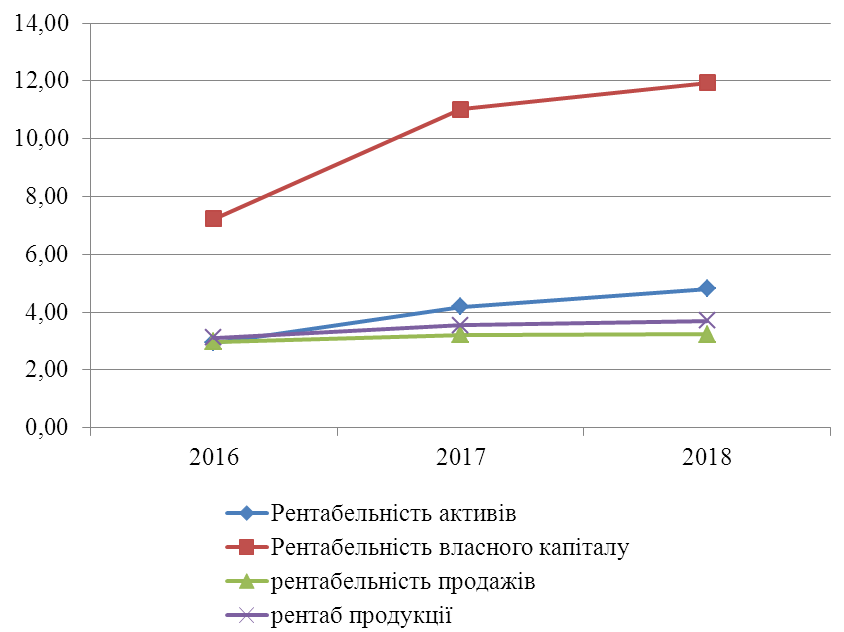 14,00
12,00
10,00
8,00
6,00
4,00
2,00
0,00
2016 2017 2018
Рентабельність активів
Рентабельність власного капіталу
рентабельність продажів
рентаб продукції